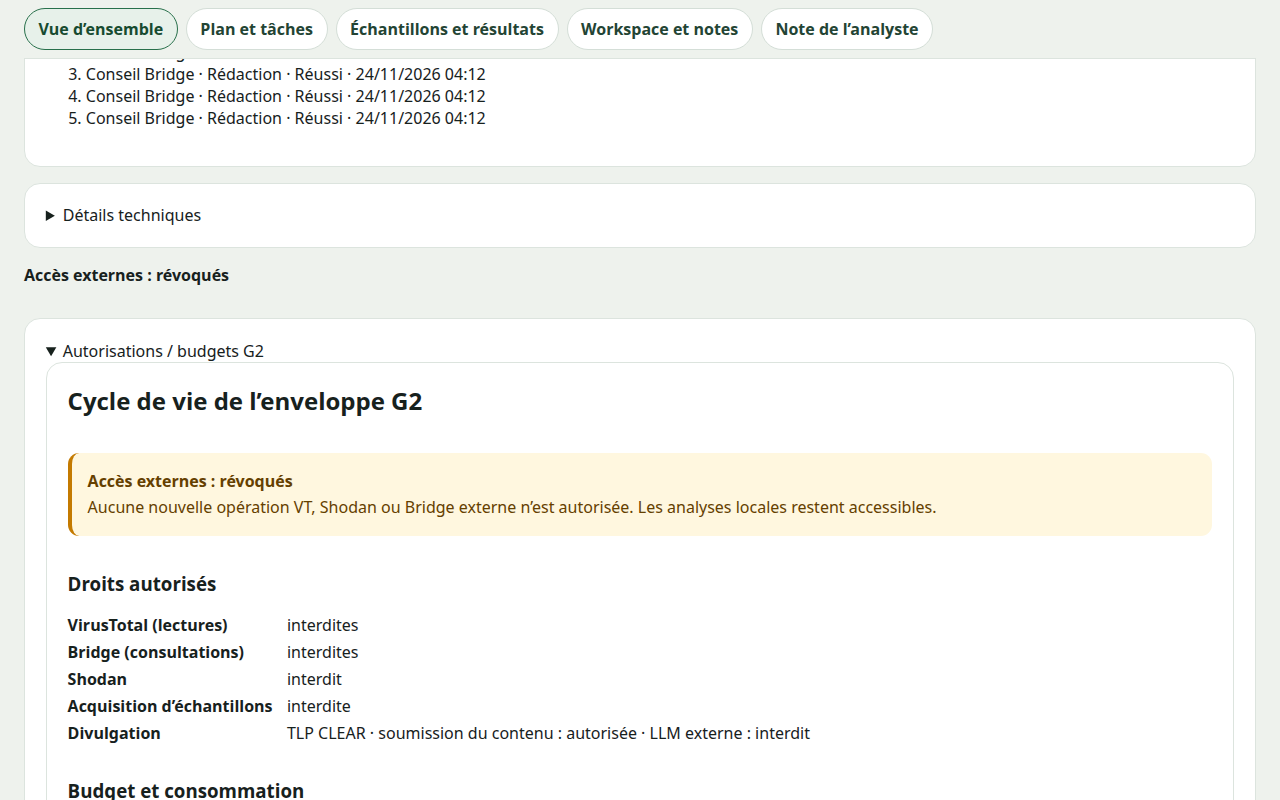 Vue d’ensemble
Plan et tâches
Échantillons et résultats
Workspace et notes
Note de l’analyste
3. Conseil Bridge · Rédaction · Réussi · 24/11/2026 04:12
4. Conseil Bridge · Rédaction · Réussi · 24/11/2026 04:12
5. Conseil Bridge · Rédaction · Réussi · 24/11/2026 04:12
Détails techniques
Accès externes : révoqués
Autorisations / budgets G2
Cycle de vie de l’enveloppe G2
Accès externes : révoqués
Aucune nouvelle opération VT, Shodan ou Bridge externe n’est autorisée. Les analyses locales restent accessibles.
Droits autorisés
VirusTotal (lectures) interdites
Bridge (consultations) interdites
Shodan interdit
Acquisition d’échantillons interdite
Divulgation TLP CLEAR · soumission du contenu : autorisée · LLM externe : interdit
Budget et consommation